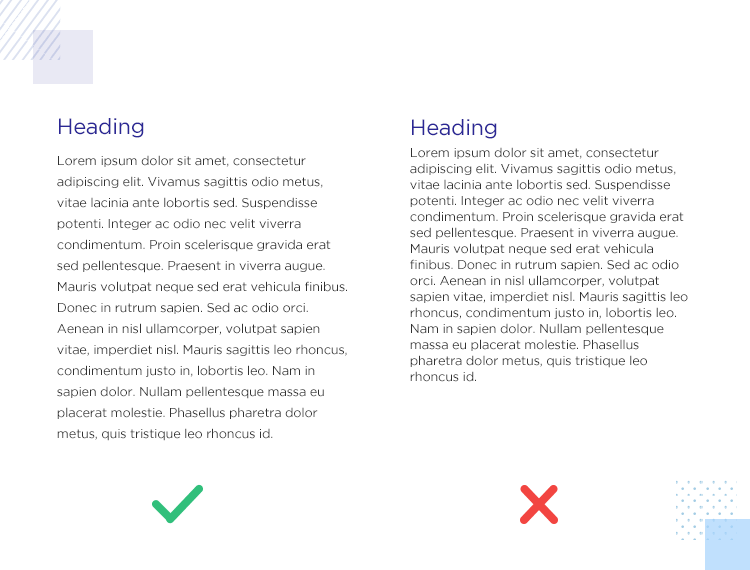 Heading
Lorem ipsum dolor sit amet, consectetur
adipiscing elit. Vivamus sagittis odio metus,
vitae lacinia ante lobortis sed. Suspendisse
potenti. Integer ac odio nec velit viverra
condimentum. Proin scelerisque gravida erat
sed pellentesque. Praesent in viverra augue.
Mauris volutpat neque sed erat vehicula finibus.
Donec in rutrum sapien. Sed ac odio orci.
Aenean in nisl ullamcorper, volutpat sapien
vitae, imperdiet nisl. Mauris sagittis leo rhoncus,
condimentum justo in, lobortis leo. Nam in
sapien dolor. Nullam pellentesque massa eu
placerat molestie. Phasellus pharetra dolor
metus, quis tristique leo rhoncus id.
Heading
Lorem ipsum dolor sit amet, consectetur
adipiscing elit. Vivamus sagittis odio metus,
vitae lacinia ante lobortis sed. Suspendisse
potenti. Integer ac odio nec velit viverra
condimentum. Proin scelerisque gravida erat
sed pellentesque. Praesent in viverra augue.
Mauris volutpat neque sed erat vehicula
finibus. Donec in rutrum sapien. Sed ac odio
orci. Aenean in nisl ullamcorper, volutpat
sapien vitae, imperdiet nisl. Mauris sagittis leo
rhoncus, condimentum justo in, lobortis leo.
Nam in sapien dolor. Nullam pellentesque
massa eu placerat molestie. Phasellus
pharetra dolor metus, quis tristique leo
rhoncus id.